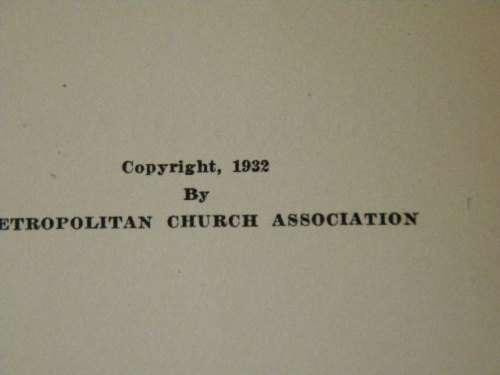 Copyright, 1932
By
ETROPOLITAN CHURCH ASSOCIATION